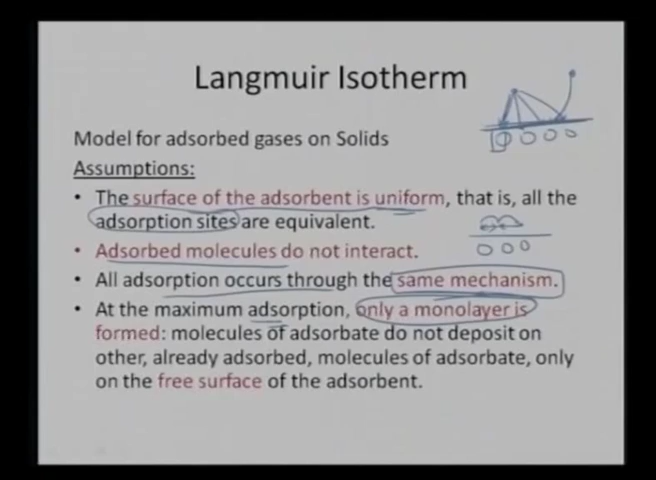 Langmuir Isotherm
Model for adsorbed gases on Solids
Assumptions:
• The surface of the adsorbent is uniform, that is, all the
adsorption sites are equivalent.
• Adsorbed molecules do not interact.
• All adsorption occurs through the same mechanism.
• At the maximum adsorption, only a monolayer is
formed: molecules of adsorbate do not deposit on
other, already adsorbed, molecules of adsorbate, only
on the free surface of the adsorbent.